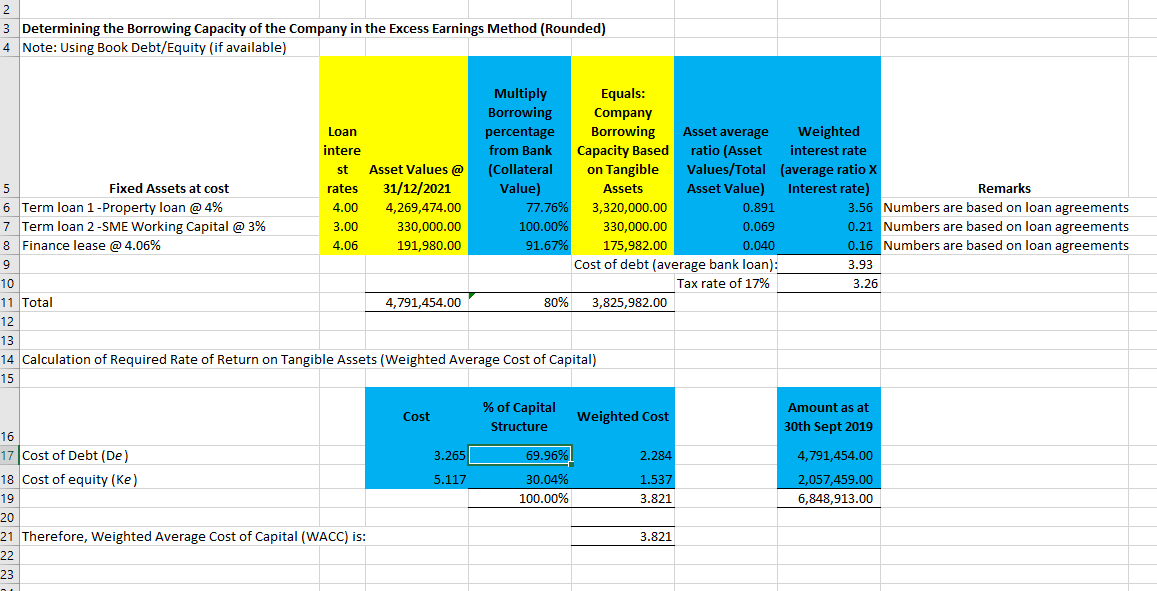 2
3 Determining the Borrowing Capacity of the Company in the Excess Earnings Method (Rounded)
4 Note: Using Book Debt/Equity (if available)
5 Fixed Assets at cost Loan intere st rates Asset Values @ 31/12/2021 Multiply Borrowing percentage from Bank (Collateral Value) Equals: Company Borrowing Capacity Based on Tangible Assets Asset average ratio (Asset Values/Total Asset Value) Weighted interest rate (average ratio X Interest rate) Remarks
6 Term loan 1 -Property loan @ 4% 4.00 4,269,474.00 77.76% 3,320,000.00 0.891 3.56 Numbers are based on loan agreements
7 Term loan 2 -SME Working Capital @ 3% 3.00 330,000.00 100.00% 330,000.00 0.069 0.21 Numbers are based on loan agreements
8 Finance lease @ 4.06% 4.06 191,980.00 91.67% 175,982.00 0.040 0.16 Numbers are based on loan agreements
9 Cost of debt (average bank loan): 3.93
10 Tax rate of 17% 3.26
11 Total 4,791,454.00 80% 3,825,982.00
12
13
14 Calculation of Required Rate of Return on Tangible Assets (Weighted Average Cost of Capital)
15
16 Cost % of Capital Structure Weighted Cost Amount as at 30th Sept 2019
17 Cost of Debt (De) 3.265 69.96% 2.284 4,791,454.00
18 Cost of equity (Ke) 5.117 30.04% 1.537 2,057,459.00
19 100.00% 3.821 6,848,913.00
20
21 Therefore, Weighted Average Cost of Capital (WACC) is: 3.821
22
23